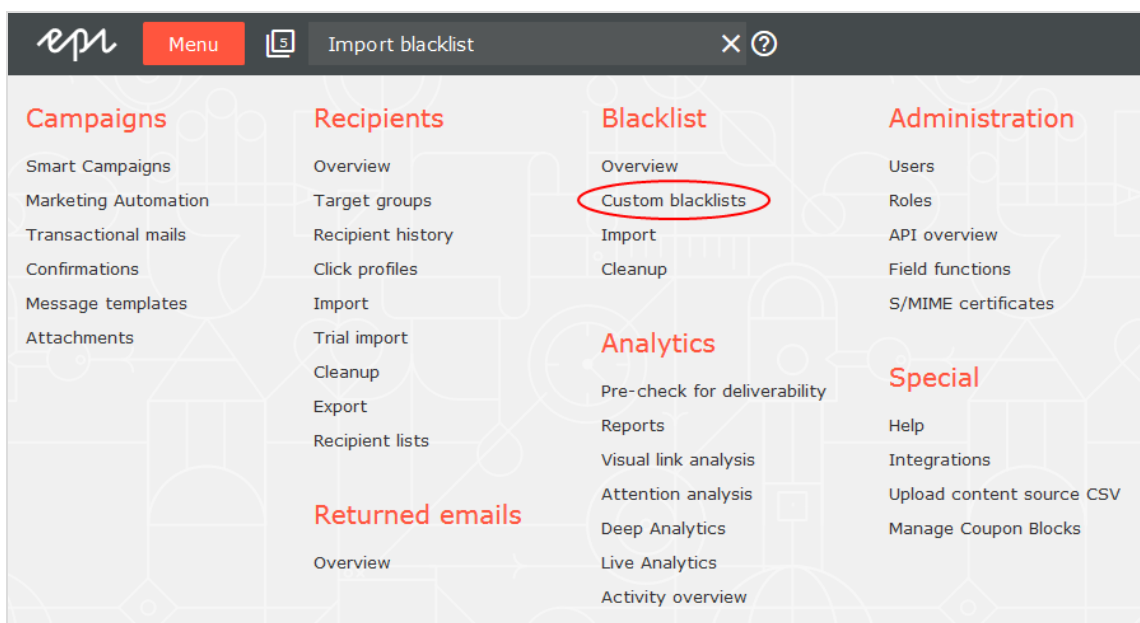 epi Menu 5 Import blacklist
Campaigns
Smart Campaigns
Marketing Automation
Transactional mails
Confirmations
Message templates
Attachments
Recipients
Overview
Target groups
Recipient history
Click profiles
Import
Trial import
Cleanup
Export
Recipient lists
Returned emails
Overview
Blacklist
Overview
Custom blacklists
Import
Cleanup
Analytics
Pre-check for deliverability
Reports
Visual link analysis
Attention analysis
Deep Analytics
Live Analytics
Activity overview
Administration
Users
Roles
API overview
Field functions
S/MIME certificates
Special
Help
Integrations
Upload content source CSV
Manage Coupon Blocks